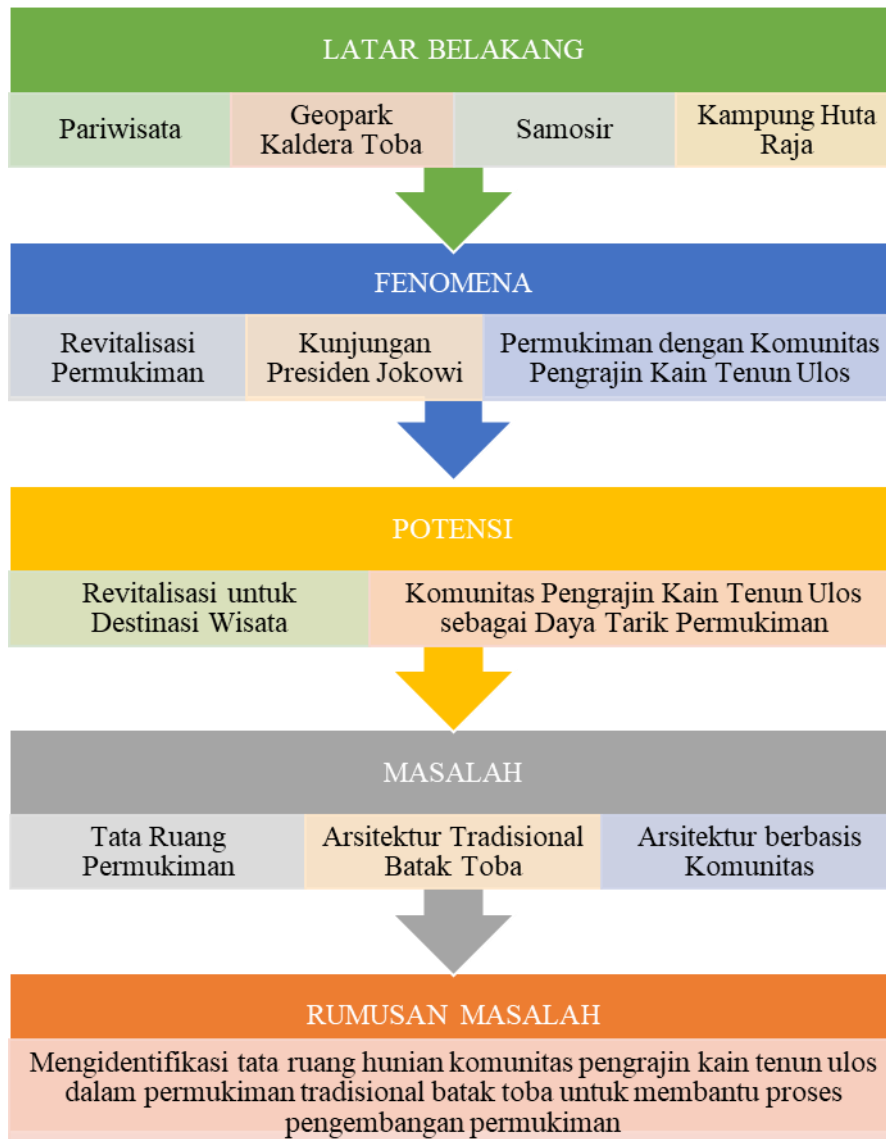 LATAR BELAKANG
Pariwisata
Geopark
Kaldera Toba
Samosir
Kampung Huta
Raja
FENOMENA
Revitalisasi
Permukiman
Kunjungan
Presiden Jokowi
Permukiman dengan Komunitas
Pengrajin Kain Tenun Ulos
POTENSI
Revitalisasi untuk
Destinasi Wisata
Komunitas Pengrajin Kain Tenun Ulos
sebagai Daya Tarik Permukiman
MASALAH
Tata Ruang
Permukiman
Arsitektur Tradisional
Batak Toba
Arsitektur berbasis
Komunitas
RUMUSAN MASALAH
Mengidentifikasi tata ruang hunian komunitas pengrajin kain tenun ulos
dalam permukiman tradisional batak toba untuk membantu proses
pengembangan permukiman